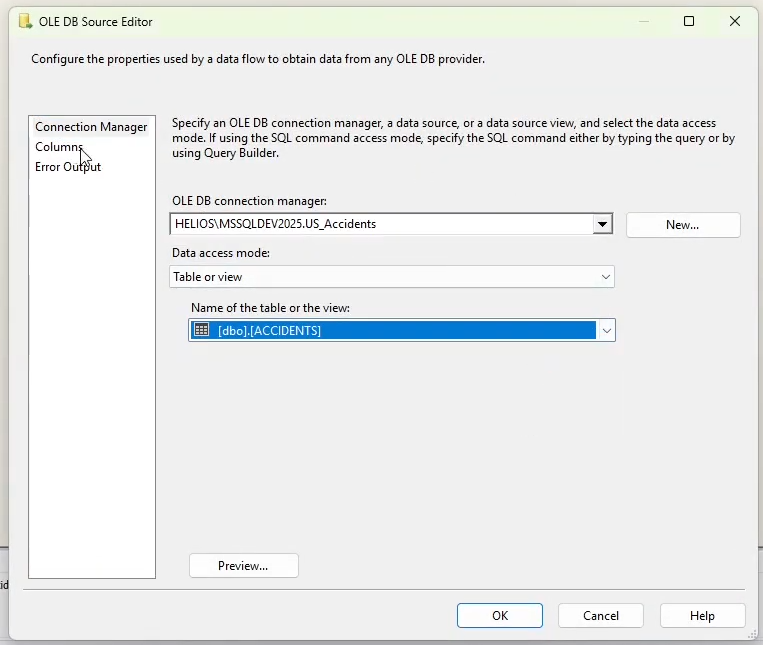 OLE DB Source Editor
Configure the properties used by a data flow to obtain data from any OLE DB provider.
Connection Manager
Columns
Error Output
Specify an OLE DB connection manager, a data source, or a data source view, and select the data access
mode. If using the SQL command access mode, specify the SQL command either by typing the query or by
using Query Builder.
OLE DB connection manager:
HELIOS\MSSQLDEV2025.US_Accidents
New...
Data access mode:
Table or view
Name of the table or the view:
[dbo].[ACCIDENTS]
Preview...
OK
Cancel
Help